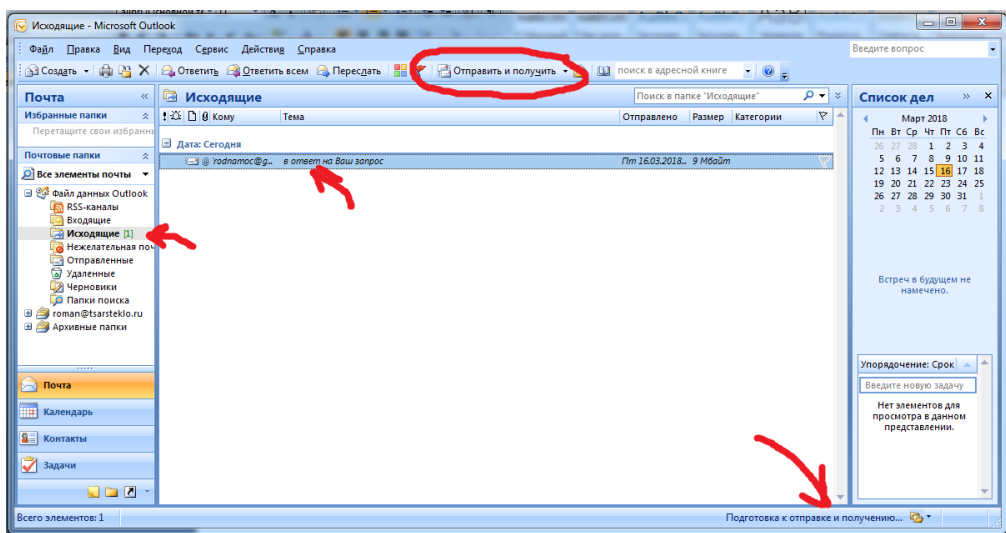 Исходящие - Microsoft Outlook
Файл Правка Вид Переход Сервис Действия Справка
Введите вопрос
Создать Ответить Ответить всем Переслать Отправить и получить поиск в адресной книге
Почта «
Исходящие
Поиск в папке "Исходящие"
Список дел » ×
Избранные папки
Перетащите свои избранны
Почтовые папки
Все элементы почты
Файл данных Outlook
RSS-каналы
Входящие
Исходящие [1]
Нежелательная поч
Отправленные
Удаленные
Черновики
Папки поиска
roman@tsarsteklo.ru
Архивные папки
Кому Тема Отправлено Размер Категории
Дата: Сегодня
'rodnamoc@g... в ответ на Ваш запрос Пт 16.03.2018... 9 Мбайт
Март 2018
Пн Вт Ср Чт Пт Сб Вс
26 27 28 1 2 3 4
5 6 7 8 9 10 11
12 13 14 15 16 17 18
19 20 21 22 23 24 25
26 27 28 29 30 31 1
2 3 4 5 6 7 8
Встреч в будущем не
намечено.
Упорядочение: Срок
Введите новую задачу
Нет элементов для
просмотра в данном
представлении.
Почта
Календарь
Контакты
Задачи
Всего элементов: 1
Подготовка к отправке и получению...